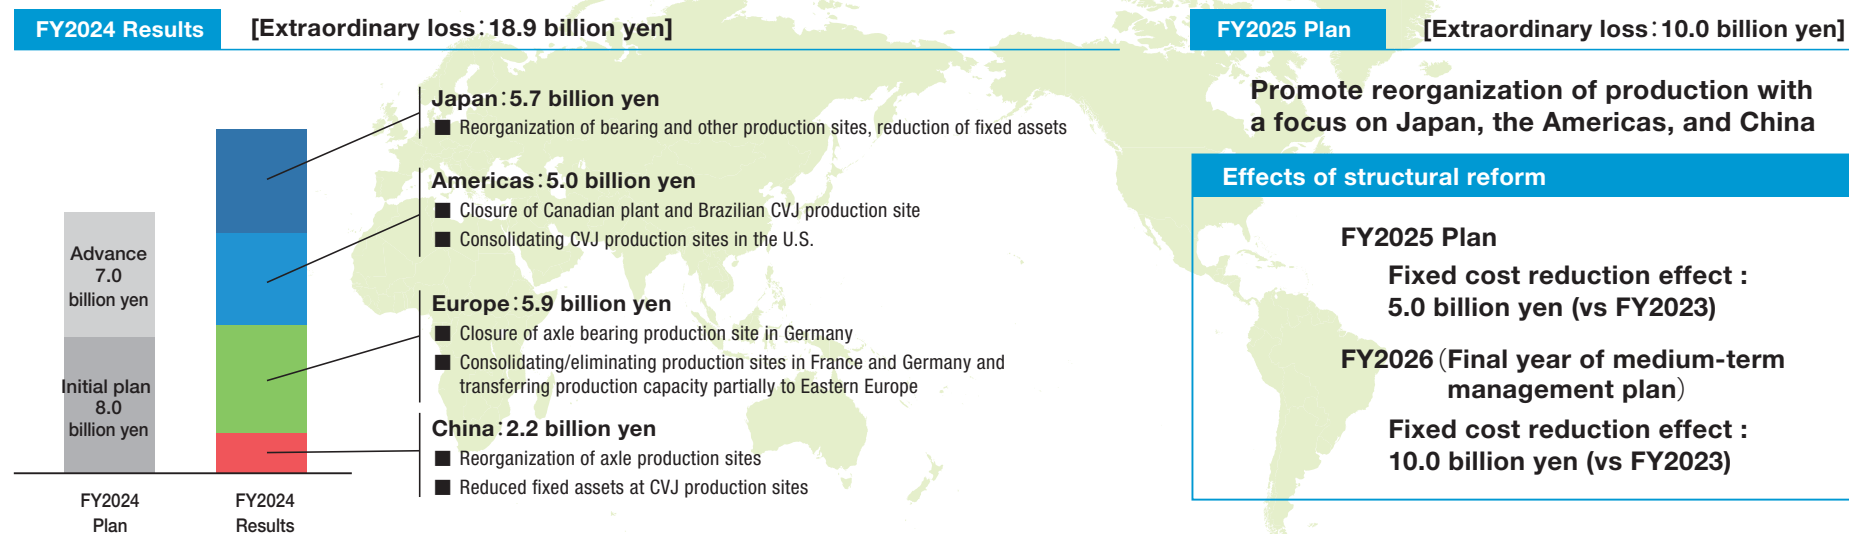 FY2024 Results
[Extraordinary loss:18.9 billion yen]
Advance
7.0
billion yen
Initial plan
8.0
billion yen
FY2024
Plan
FY2024
Results
Japan:5.7 billion yen
■ Reorganization of bearing and other production sites, reduction of fixed assets
Americas:5.0 billion yen
■ Closure of Canadian plant and Brazilian CVJ production site
■ Consolidating CVJ production sites in the U.S.
Europe:5.9 billion yen
■ Closure of axle bearing production site in Germany
■ Consolidating/eliminating production sites in France and Germany and
transferring production capacity partially to Eastern Europe
China:2.2 billion yen
■ Reorganization of axle production sites
■ Reduced fixed assets at CVJ production sites
FY2025 Plan
[Extraordinary loss:10.0 billion yen]
Promote reorganization of production with
a focus on Japan, the Americas, and China
Effects of structural reform
FY2025 Plan
Fixed cost reduction effect :
5.0 billion yen (vs FY2023)
FY2026（Final year of medium-term
management plan）
Fixed cost reduction effect :
10.0 billion yen (vs FY2023)